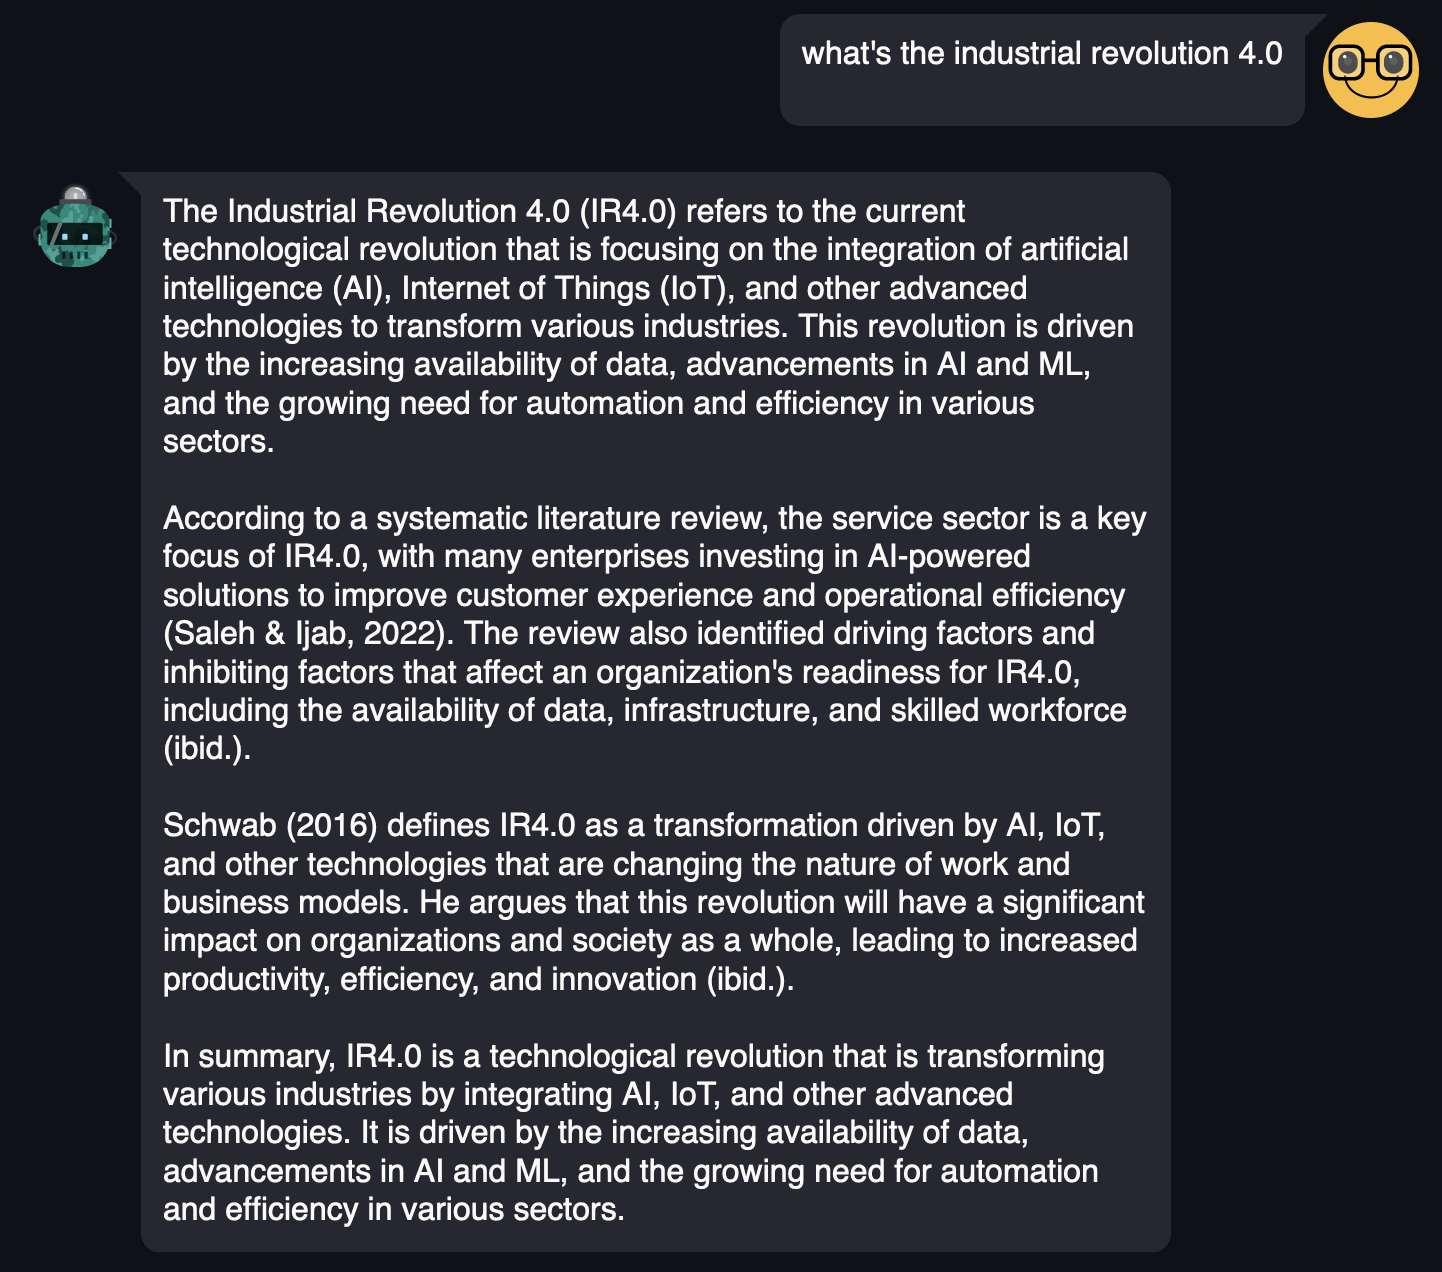 what's the industrial revolution 4.0
The Industrial Revolution 4.0 (IR4.0) refers to the current
technological revolution that is focusing on the integration of artificial
intelligence (AI), Internet of Things (IoT), and other advanced
technologies to transform various industries. This revolution is driven
by the increasing availability of data, advancements in AI and ML,
and the growing need for automation and efficiency in various
sectors.
According to a systematic literature review, the service sector is a key
focus of IR4.0, with many enterprises investing in AI-powered
solutions to improve customer experience and operational efficiency
(Saleh & Ijab, 2022). The review also identified driving factors and
inhibiting factors that affect an organization's readiness for IR4.0,
including the availability of data, infrastructure, and skilled workforce
(ibid.).
Schwab (2016) defines IR4.0 as a transformation driven by AI, IoT,
and other technologies that are changing the nature of work and
business models. He argues that this revolution will have a significant
impact on organizations and society as a whole, leading to increased
productivity, efficiency, and innovation (ibid.).
In summary, IR4.0 is a technological revolution that is transforming
various industries by integrating AI, IoT, and other advanced
technologies. It is driven by the increasing availability of data,
advancements in AI and ML, and the growing need for automation
and efficiency in various sectors.